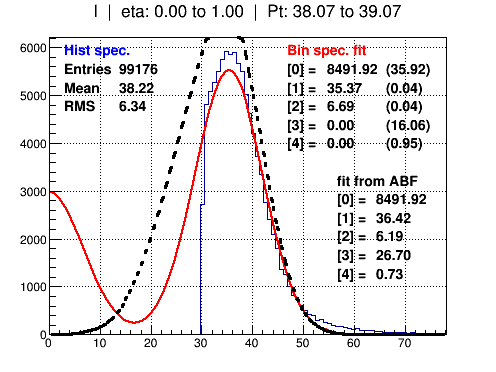 I | eta: 0.00 to 1.00 | Pt: 38.07 to 39.07
Hist spec.
Entries 99176
Mean 38.22
RMS 6.34
Bin spec. fit
[0] = 8491.92 (35.92)
[1] = 35.37 (0.04)
[2] = 6.69 (0.04)
[3] = 0.00 (16.06)
[4] = 0.00 (0.95)
fit from ABF
[0] = 8491.92
[1] = 36.42
[2] = 6.19
[3] = 26.70
[4] = 0.73
6000
5000
4000
3000
2000
1000
0
0 10 20 30 40 50 60 70